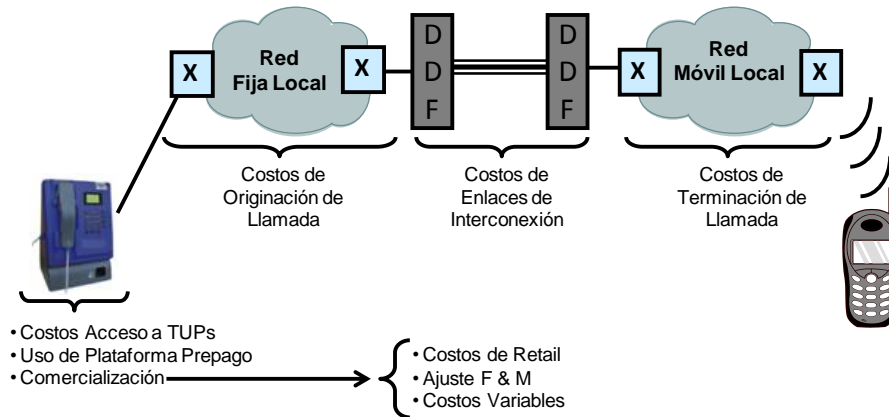 Red
Fija Local
X
X
D
D
F
D
D
F
Red
Móvil Local
X
X
Costos de
Originación de
Llamada
Costos de
Enlaces de
Interconexión
Costos de
Terminación de
Llamada
• Costos Acceso a TUPs
• Uso de Plataforma Prepago
• Comercialización
• Costos de Retail
• Ajuste F & M
• Costos Variables